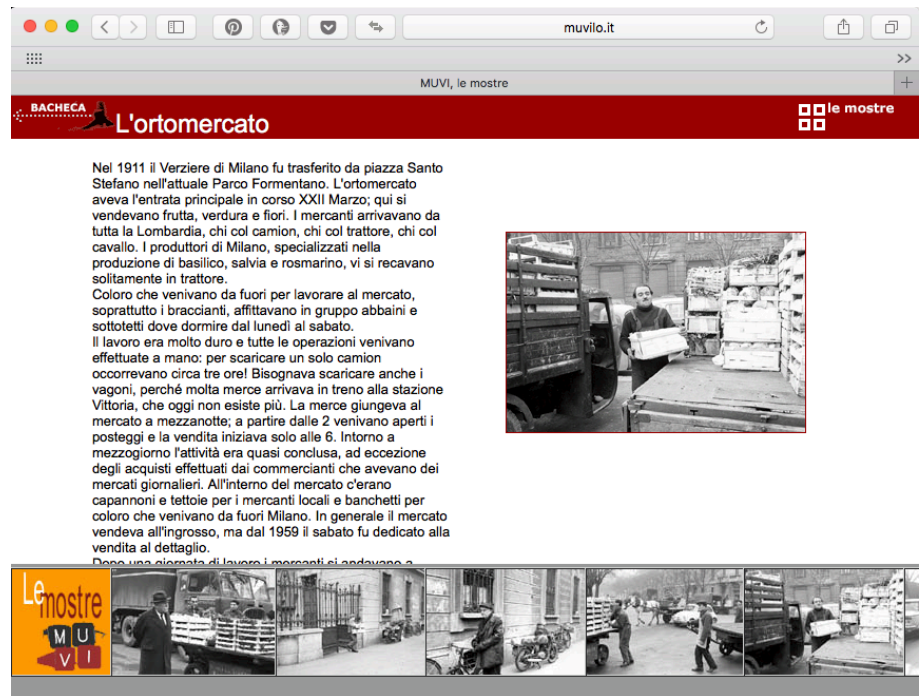 muvilo.it
>>
MUVI, le mostre
+
BACHECA
L'ortomercato
le mostre
Nel 1911 il Verziere di Milano fu trasferito da piazza Santo
Stefano nell'attuale Parco Formentano. L'ortomercato
aveva l'entrata principale in corso XXII Marzo; qui si
vendevano frutta, verdura e fiori. I mercanti arrivavano da
tutta la Lombardia, chi col camion, chi col trattore, chi col
cavallo. I produttori di Milano, specializzati nella
produzione di basilico, salvia e rosmarino, vi si recavano
solitamente in trattore.
Coloro che venivano da fuori per lavorare al mercato,
soprattutto i braccianti, affittavano in gruppo abbaini e
sottotetti dove dormire dal lunedì al sabato.
Il lavoro era molto duro e tutte le operazioni venivano
effettuate a mano: per scaricare un solo camion
occorrevano circa tre ore! Bisognava scaricare anche i
vagoni, perché molta merce arrivava in treno alla stazione
Vittoria, che oggi non esiste più. La merce giungeva al
mercato a mezzanotte; a partire dalle 2 venivano aperti i
posteggi e la vendita iniziava solo alle 6. Intorno a
mezzogiorno l'attività era quasi conclusa, ad eccezione
degli acquisti effettuati dai commercianti che avevano dei
mercati giornalieri. All'interno del mercato c'erano
capannoni e tettoie per i mercanti locali e banchetti per
coloro che venivano da fuori Milano. In generale il mercato
vendeva all'ingrosso, ma dal 1959 il sabato fu dedicato alla
vendita al dettaglio.
Dopo una giornata di lavoro i mercanti si andavano a
Le mostre
MUVI